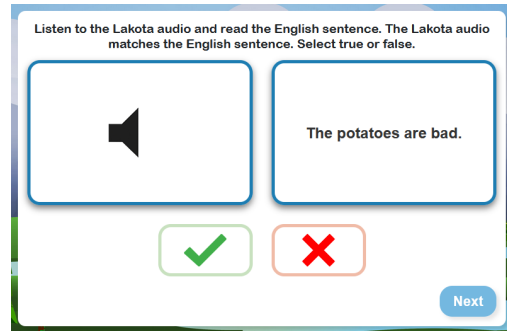 Listen to the Lakota audio and read the English sentence. The Lakota audio
matches the English sentence. Select true or false.
The potatoes are bad.
Next